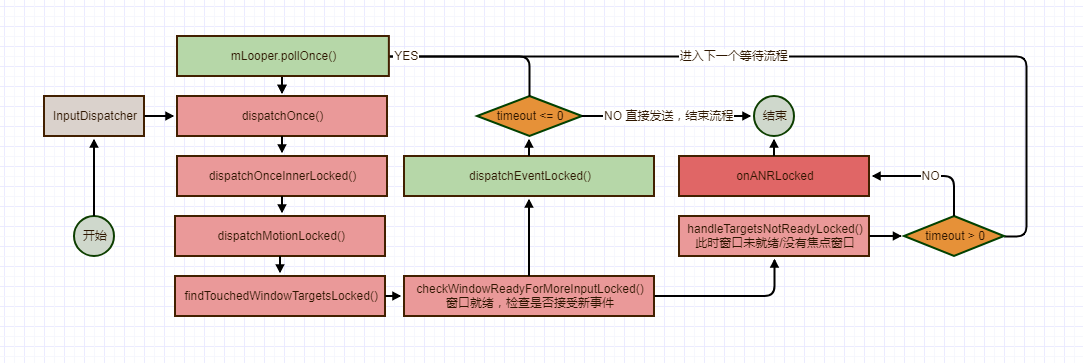 mLooper.pollOnce()
YES
进入下一个等待流程
InputDispatcher
dispatchOnce()
timeout <= 0
NO 直接发送，结束流程
结束
dispatchOnceInnerLocked()
dispatchEventLocked()
onANRLocked
NO
开始
dispatchMotionLocked()
handleTargetsNotReadyLocked()
此时窗口未就绪/没有焦点窗口
timeout > 0
findTouchedWindowTargetsLocked()
checkWindowReadyForMoreInputLocked()
窗口就绪，检查是否接受新事件